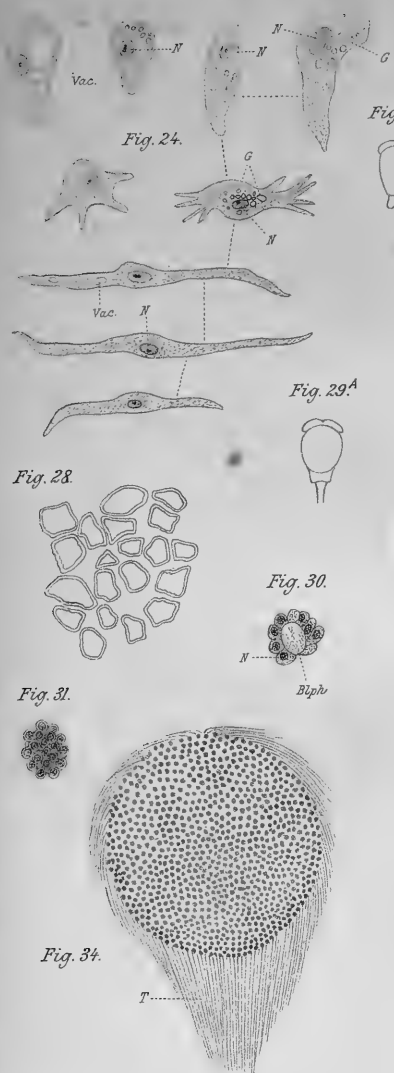 N
N
N
G
Vac.
Fig. 24.
Fig
G
N
Vac.
N
Fig. 29.A
Fig. 28.
Fig. 30.
N
Blph
Fig. 31.
Fig. 34.
T